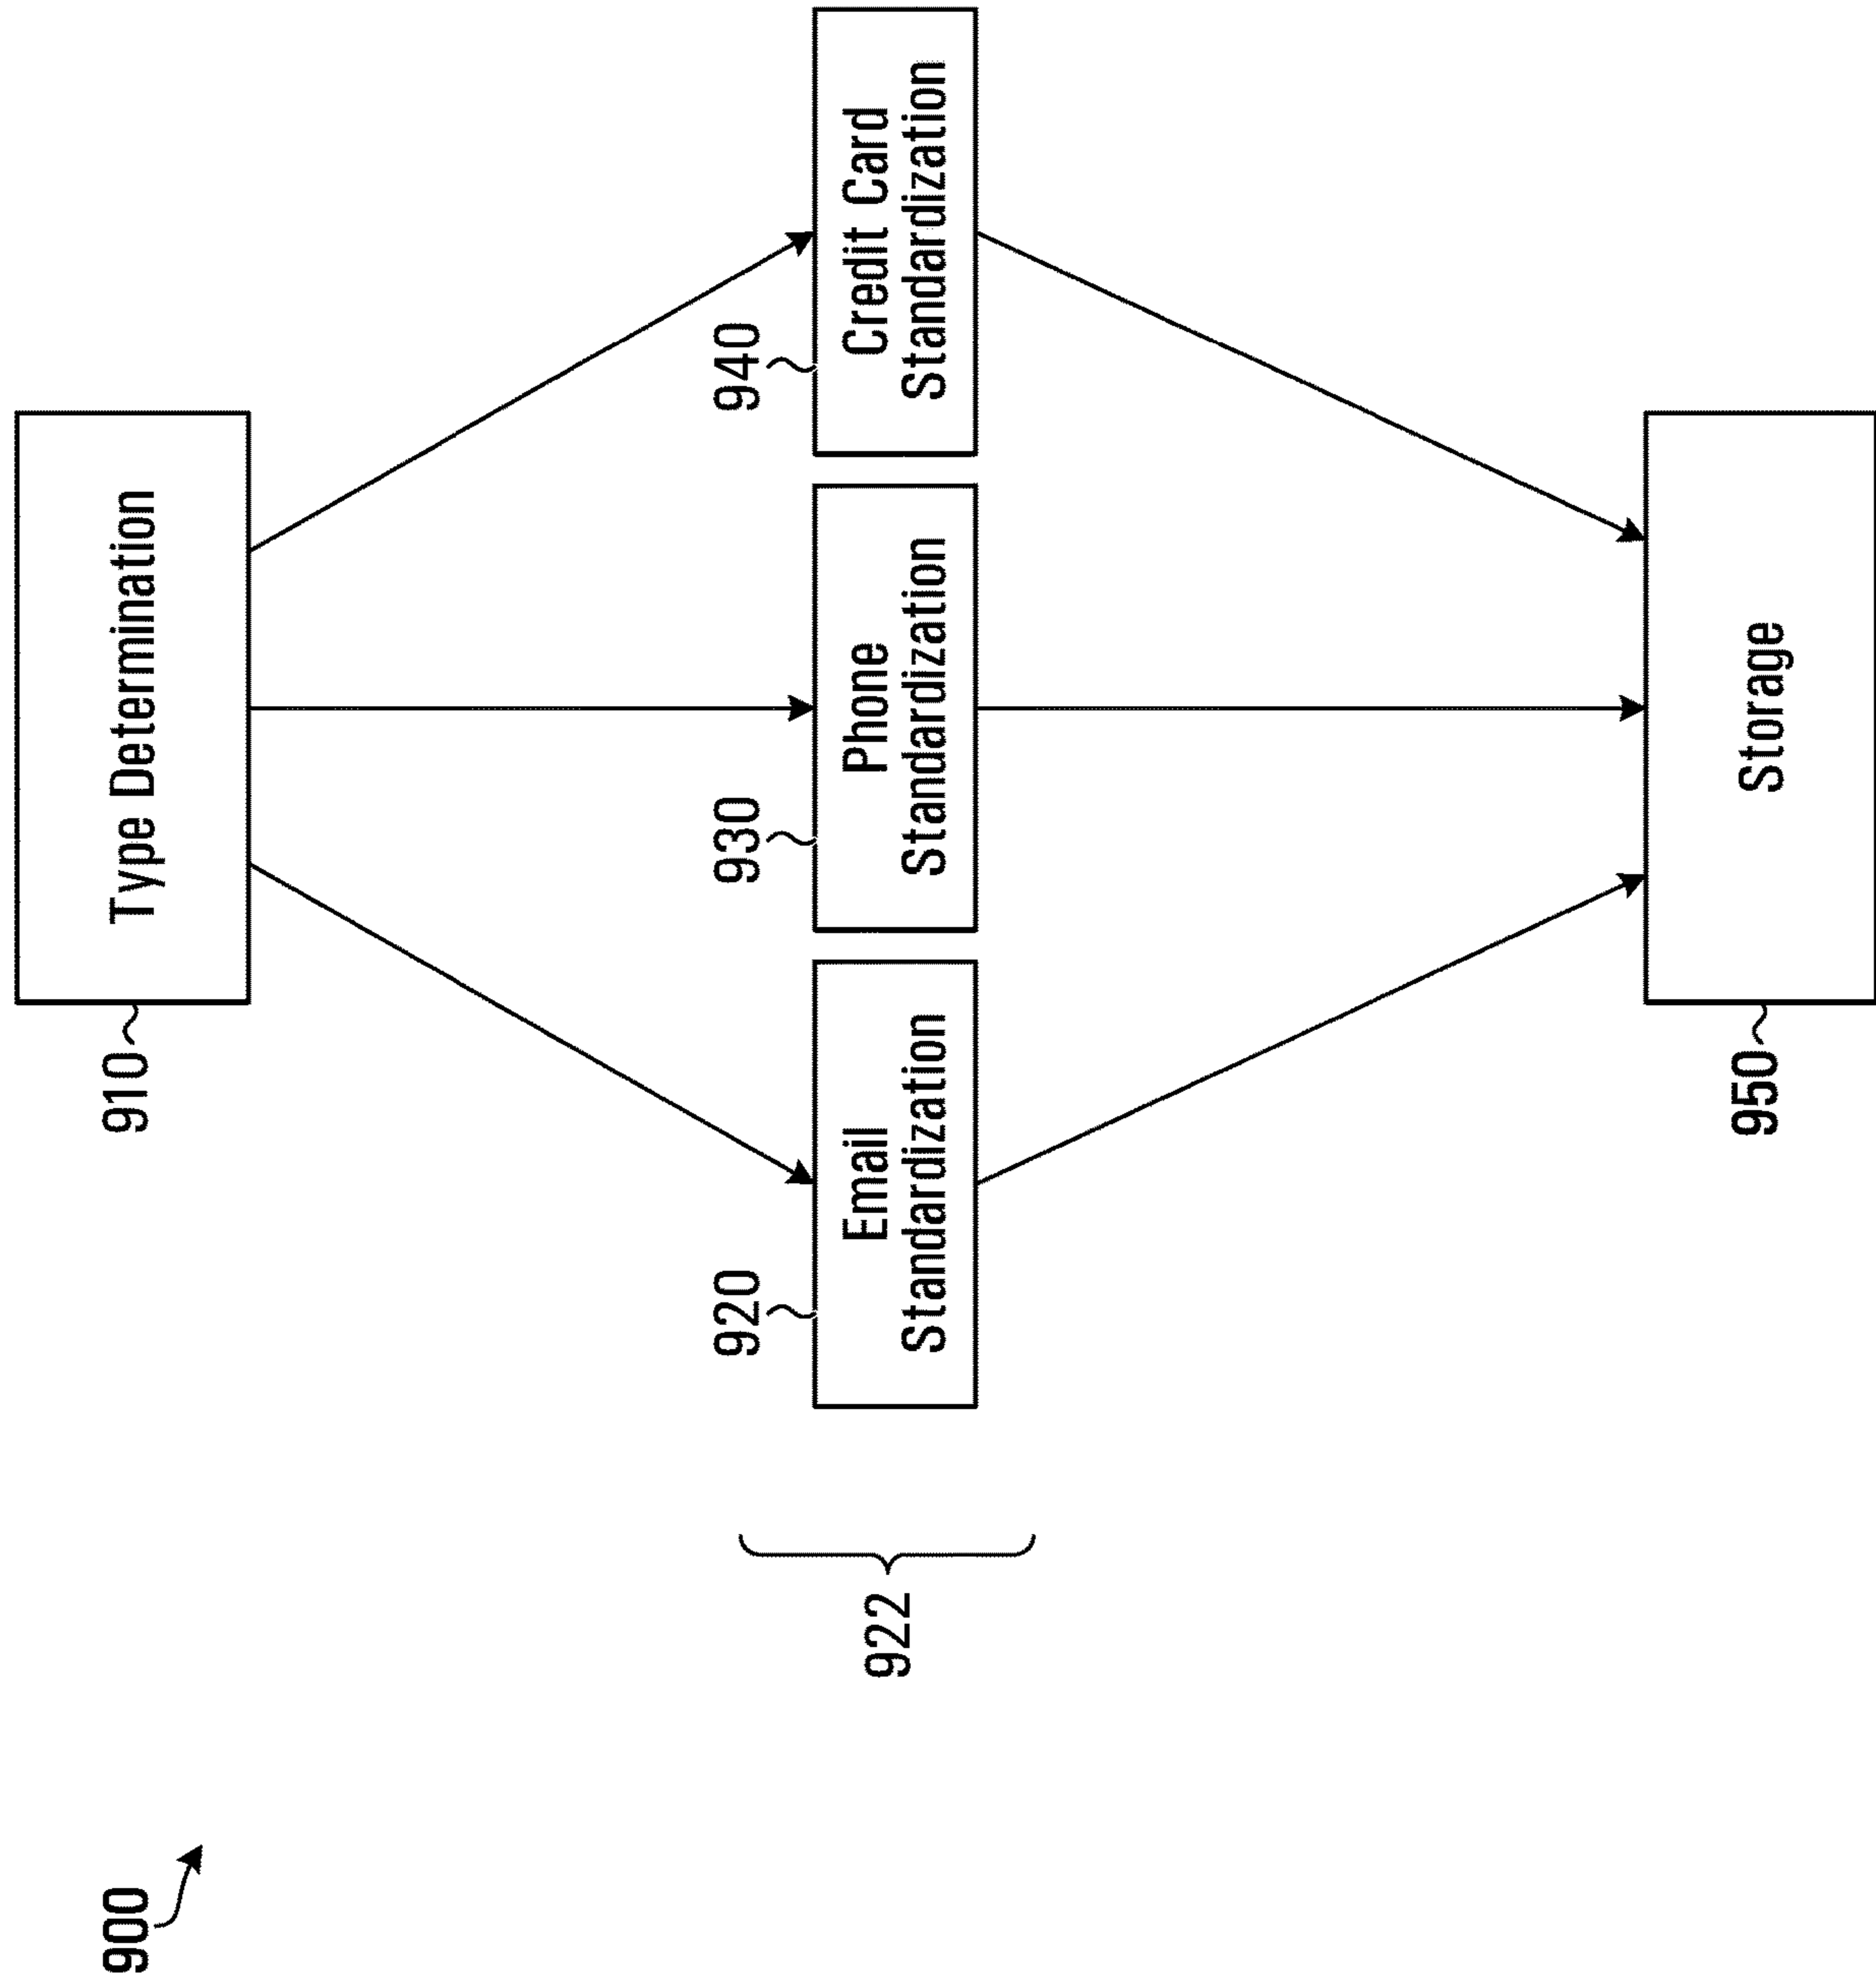 900
910
Type Determination
922
920
Email
Standardization
930
Phone
Standardization
940
Credit Card
Standardization
950
Storage